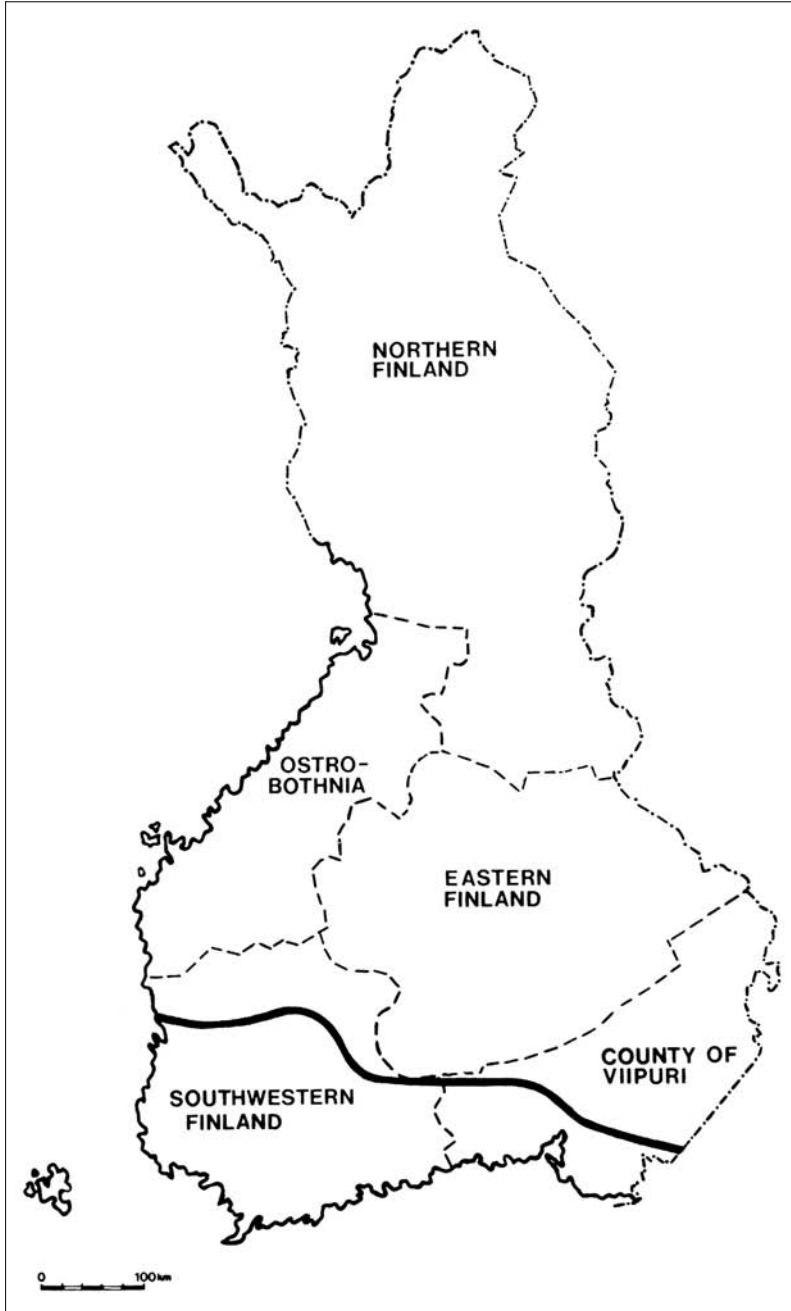 NORTHERN
FINLAND
OSTRO-
BOTHNIA
EASTERN
FINLAND
COUNTY OF
VIIPURI
SOUTHWESTERN
FINLAND
0 100 km